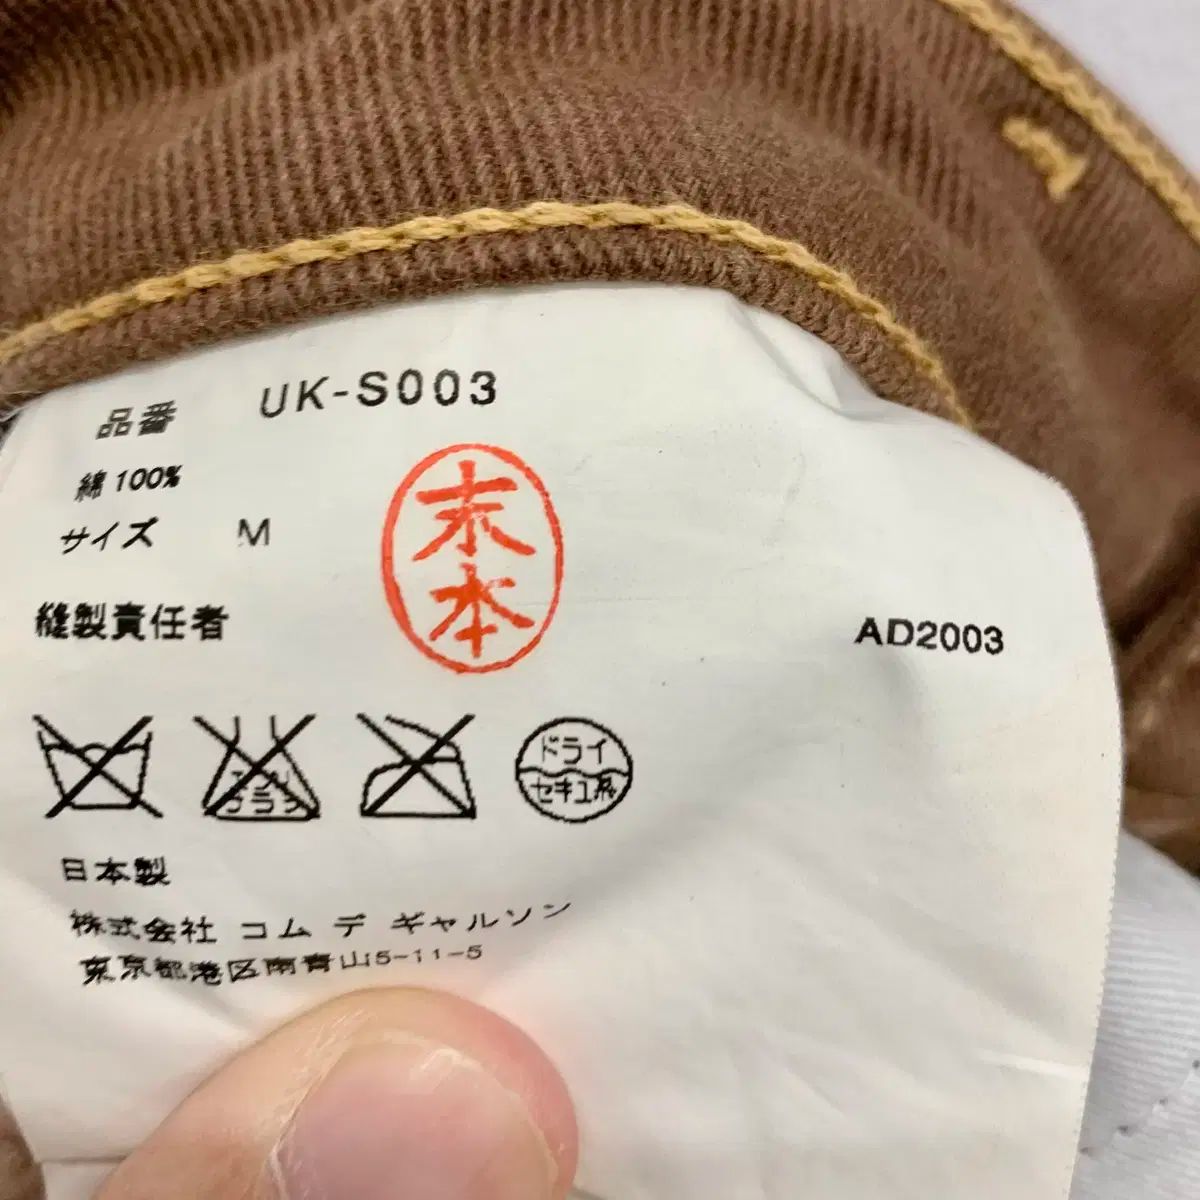 品番 UK-S003
綿 100%
サイズ M
末本
縫製責任者
AD2003
ドライ
セキユ系
日本製
株式会社 コム デ ギャルソン
東京都港区南青山5-11-5